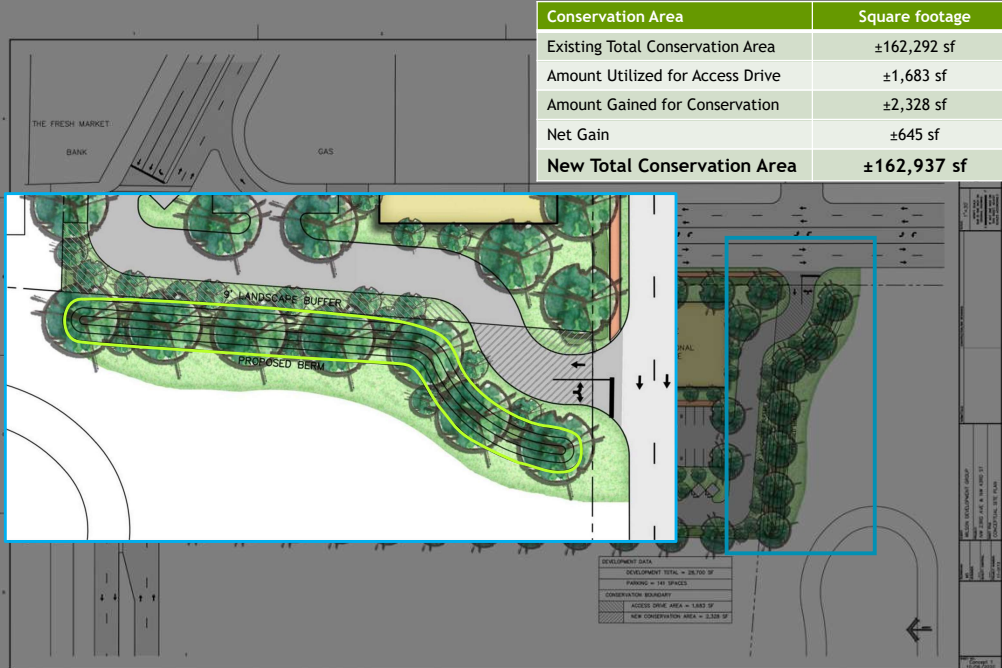 Conservation Area Square footage
Existing Total Conservation Area ±162,292 sf
Amount Utilized for Access Drive ±1,683 sf
Amount Gained for Conservation ±2,328 sf
Net Gain ±645 sf
New Total Conservation Area ±162,937 sf
THE FRESH MARKET
BANK
GAS
9' LANDSCAPE BUFFER
PROPOSED BERM
DEVELOPMENT DATA
DEVELOPMENT TOTAL = 28,700 SF
PARKING = 141 SPACES
CONSERVATION BOUNDARY
ACCESS DRIVE AREA = 1,683 SF
NEW CONSERVATION AREA = 2,328 SF
CONCEPTUAL SITE PLAN